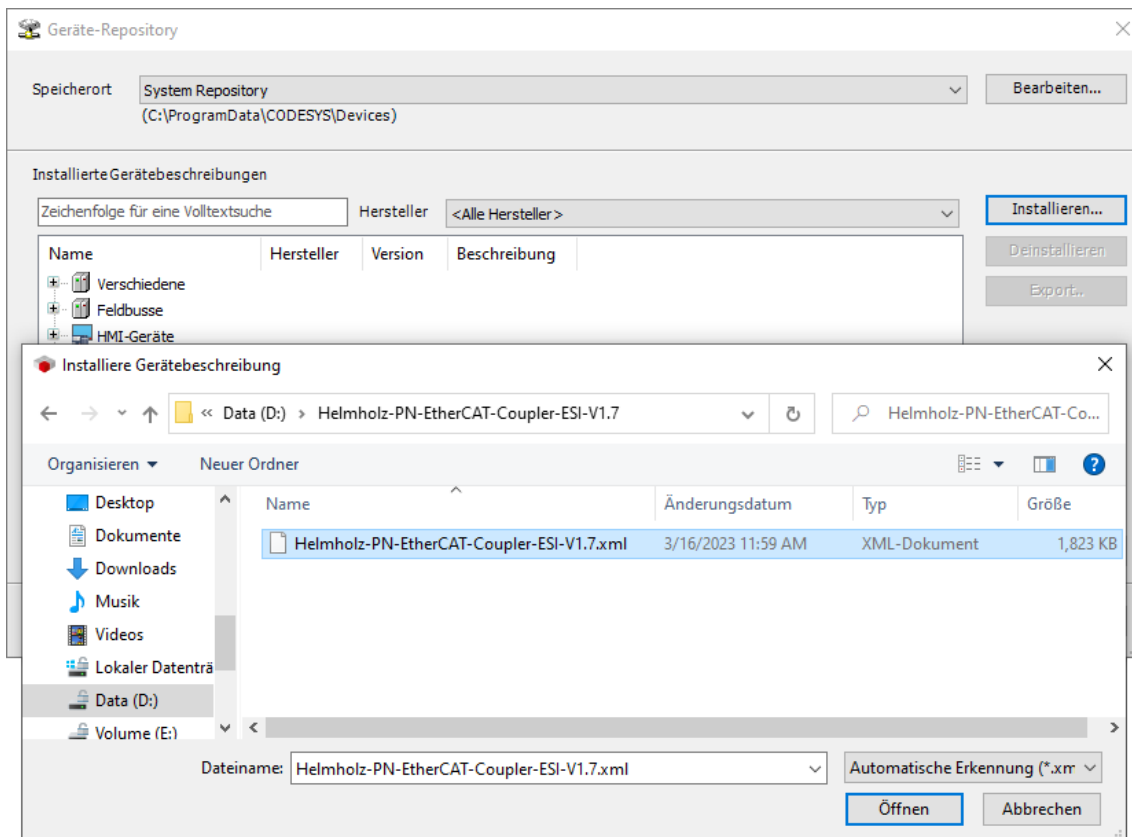 Geräte-Repository
Speicherort System Repository Bearbeiten...
(C:\ProgramData\CODESYS\Devices)
Installierte Gerätebeschreibungen
Zeichenfolge für eine Volltextsuche Hersteller <Alle Hersteller> Installieren...
Name Hersteller Version Beschreibung Deinstallieren
Verschiedene
Feldbusse Export..
HMI-Geräte
Installiere Gerätebeschreibung
« Data (D:) › Helmholz-PN-EtherCAT-Coupler-ESI-V1.7 Helmholz-PN-EtherCAT-Co...
Organisieren Neuer Ordner ?
Desktop Name Änderungsdatum Typ Größe
Dokumente Helmholz-PN-EtherCAT-Coupler-ESI-V1.7.xml 3/16/2023 11:59 AM XML-Dokument 1,823 KB
Downloads
Musik
Videos
Lokaler Datenträ
Data (D:)
Volume (E:)
Dateiname: Helmholz-PN-EtherCAT-Coupler-ESI-V1.7.xml Automatische Erkennung (*.xm
Öffnen Abbrechen